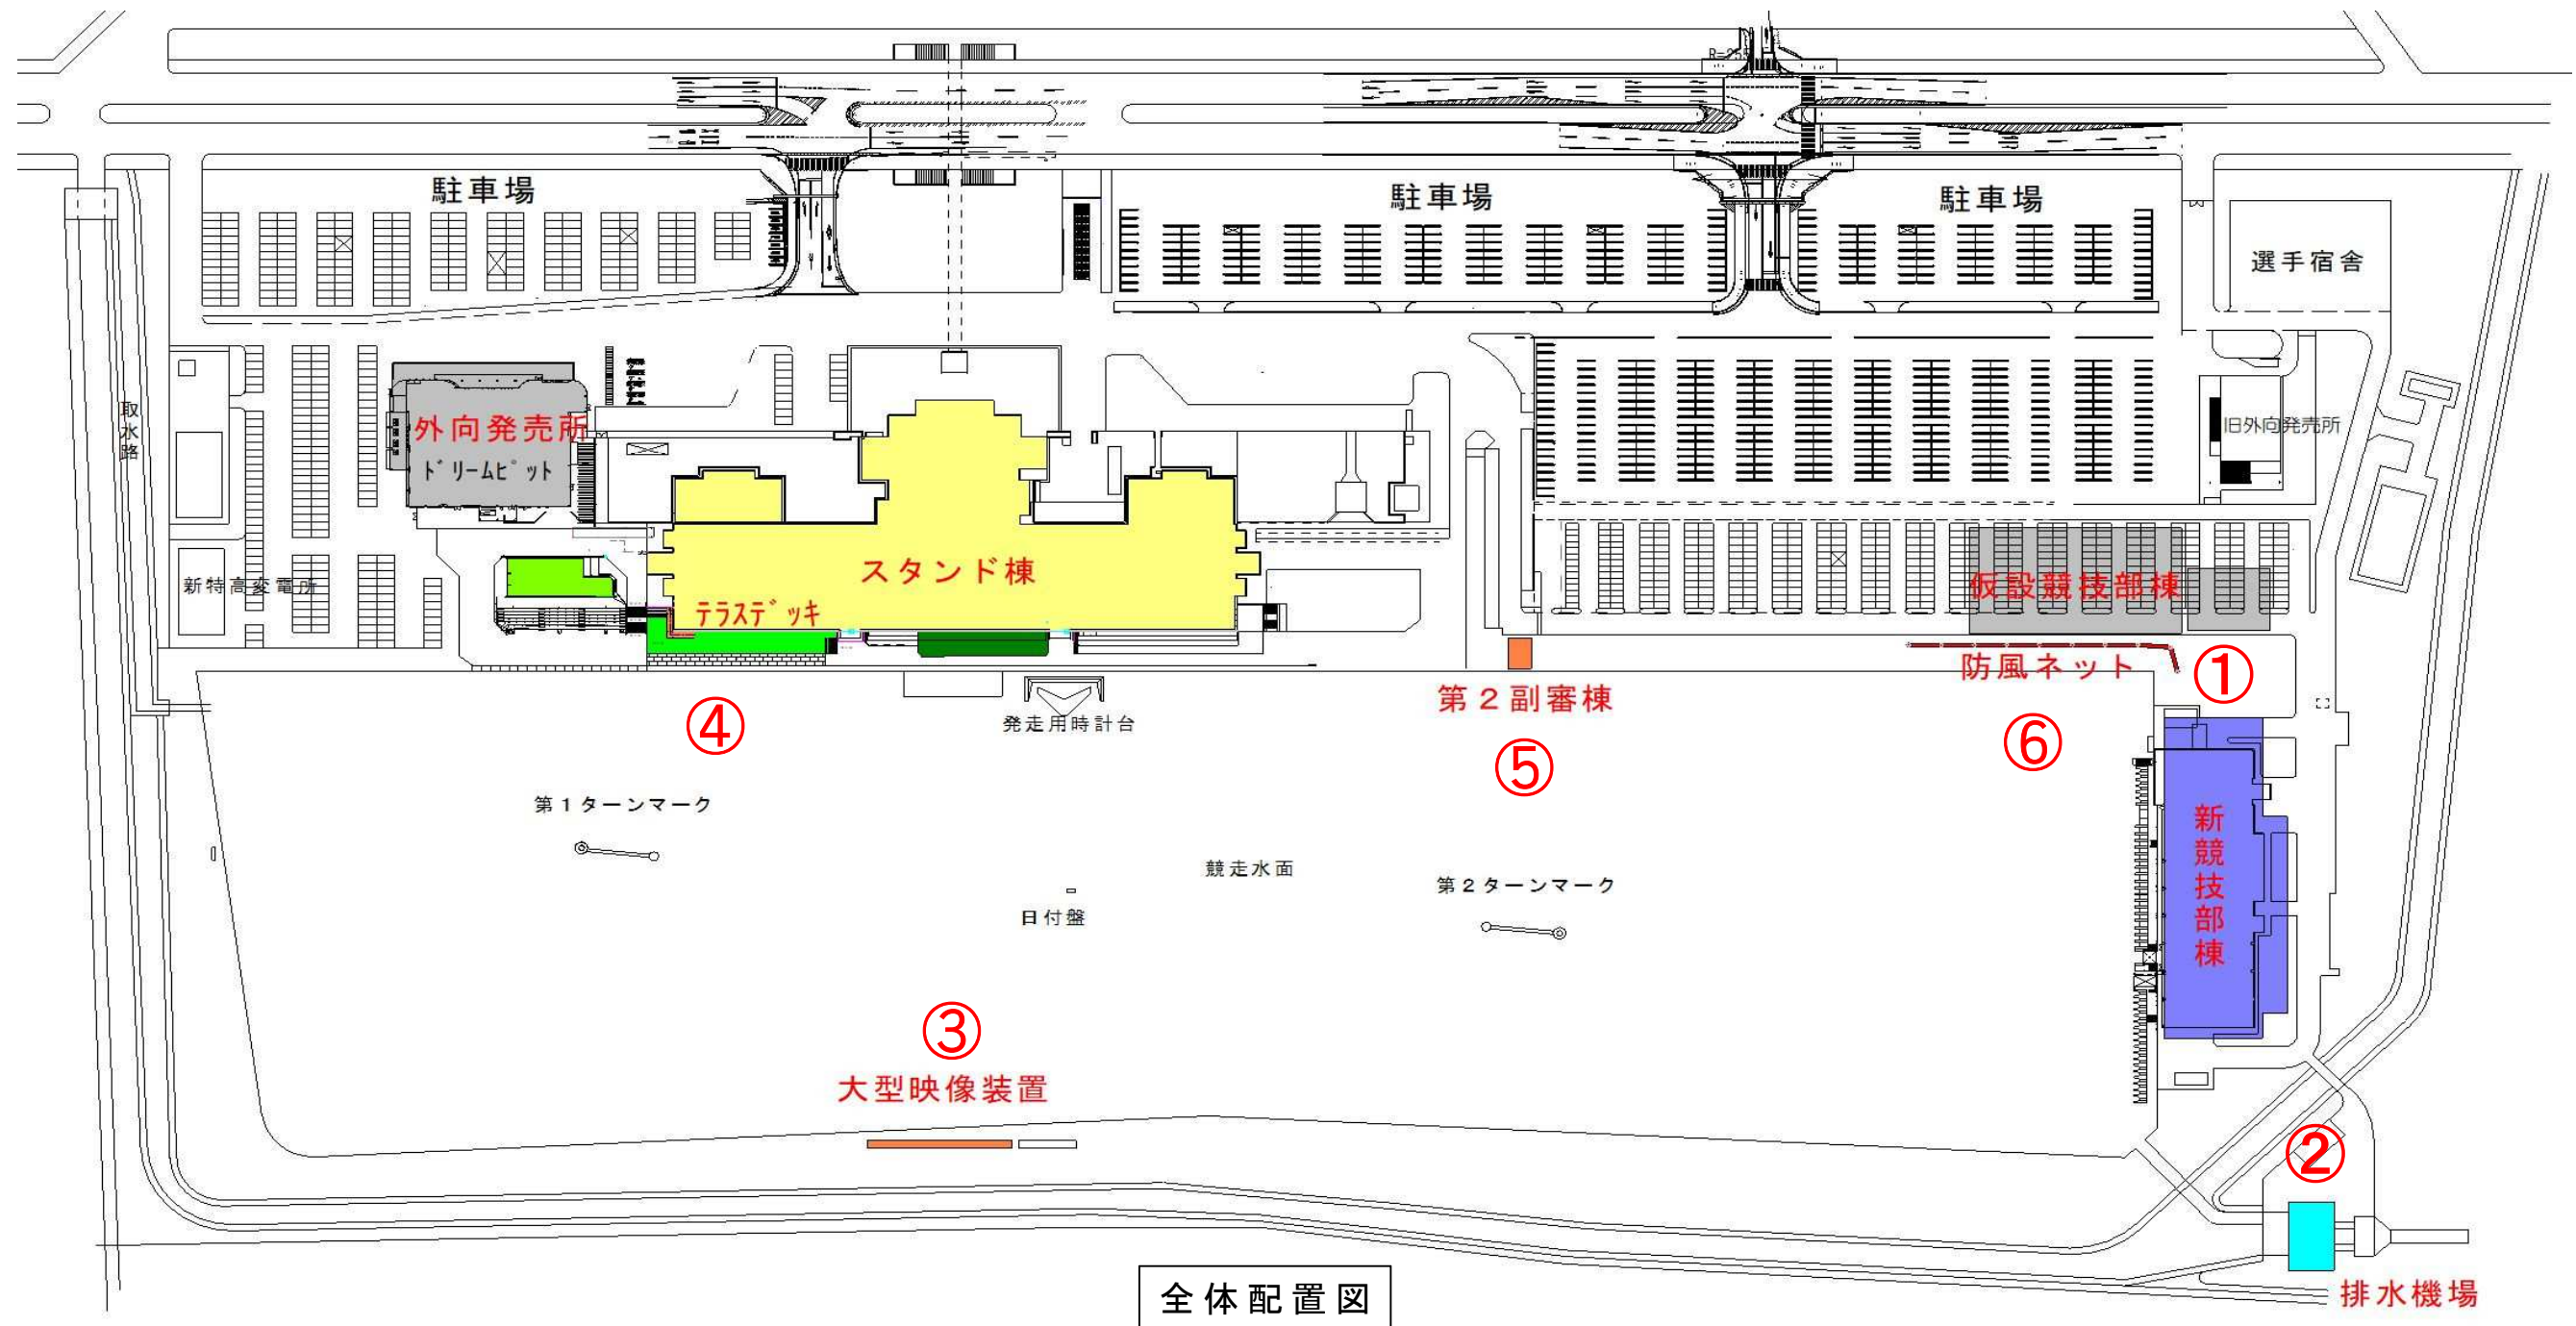 R=25
駐車場
駐車場
駐車場
選手宿舎
取水路
外向発売所
ドリームピット
旧外向発売所
新特高変電所
テラスデッキ
スタンド棟
仮設競技部棟
防風ネット
①
第2副審棟
④
発走用時計台
⑤
⑥
第1ターンマーク
新競技部棟
競走水面
第2ターンマーク
日付盤
③
大型映像装置
②
全体配置図
排水機場